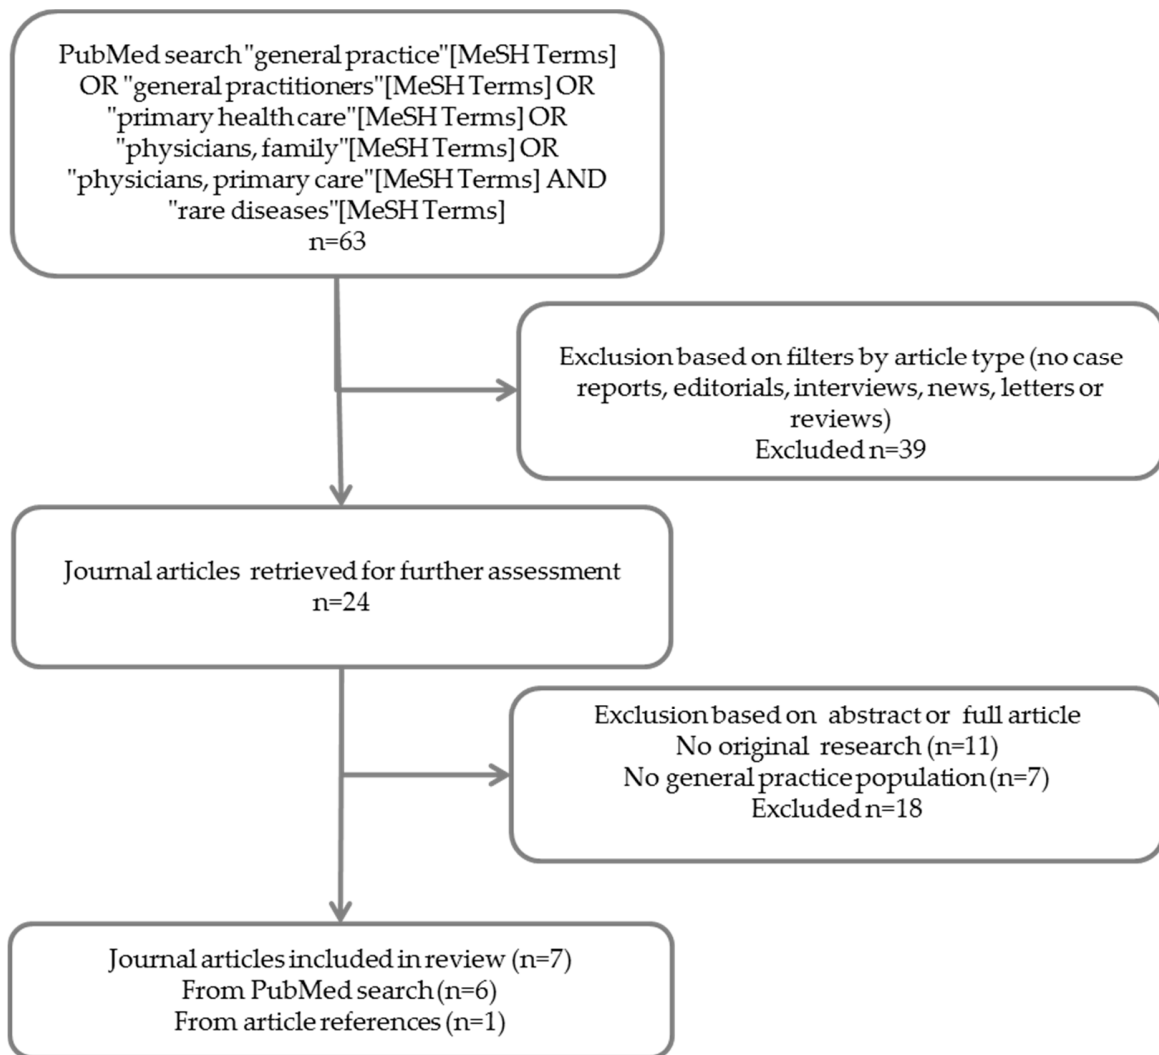 PubMed search "general practice"[MeSH Terms]
OR "general practitioners"[MeSH Terms] OR
"primary health care"[MeSH Terms] OR
"physicians, family"[MeSH Terms] OR
"physicians, primary care"[MeSH Terms] AND
"rare diseases"[MeSH Terms]
n=63
Exclusion based on filters by article type (no case
reports, editorials, interviews, news, letters or
reviews)
Excluded n=39
Journal articles retrieved for further assessment
n=24
Exclusion based on abstract or full article
No original research (n=11)
No general practice population (n=7)
Excluded n=18
Journal articles included in review (n=7)
From PubMed search (n=6)
From article references (n=1)